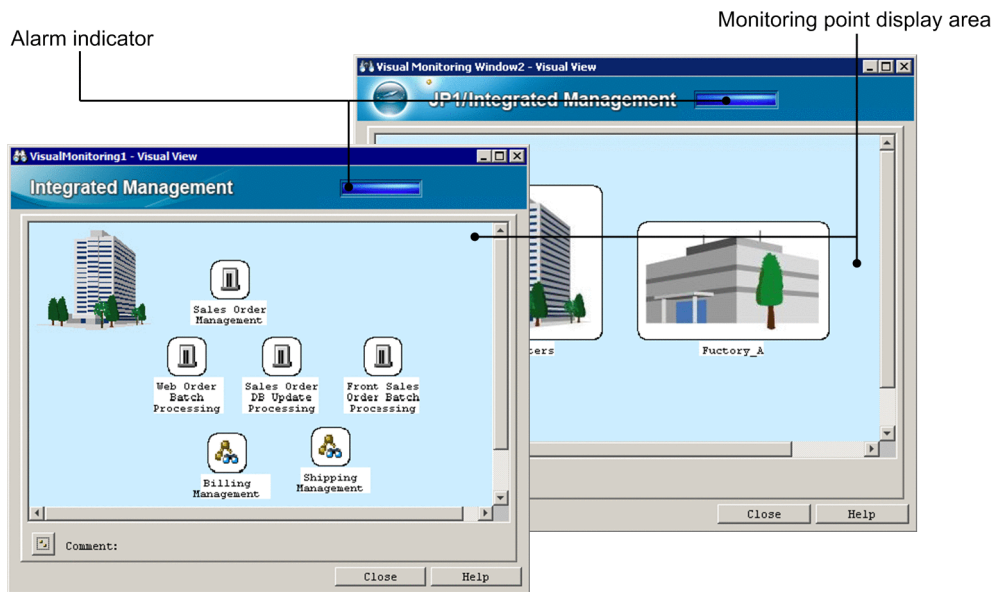 Monitoring point display area
Alarm indicator
Visual Monitoring Window2 - Visual View
JP1/Integrated Management
VisualMonitoring1 - Visual View
Integrated Management
Sales Order
Management
Web Order
Batch
Processing
Sales Order
DB Update
Processing
Front Sales
Order Batch
Processing
ters
Fuctory_A
Billing
Management
Shipping
Management
Close
Help
Comment:
Close
Help